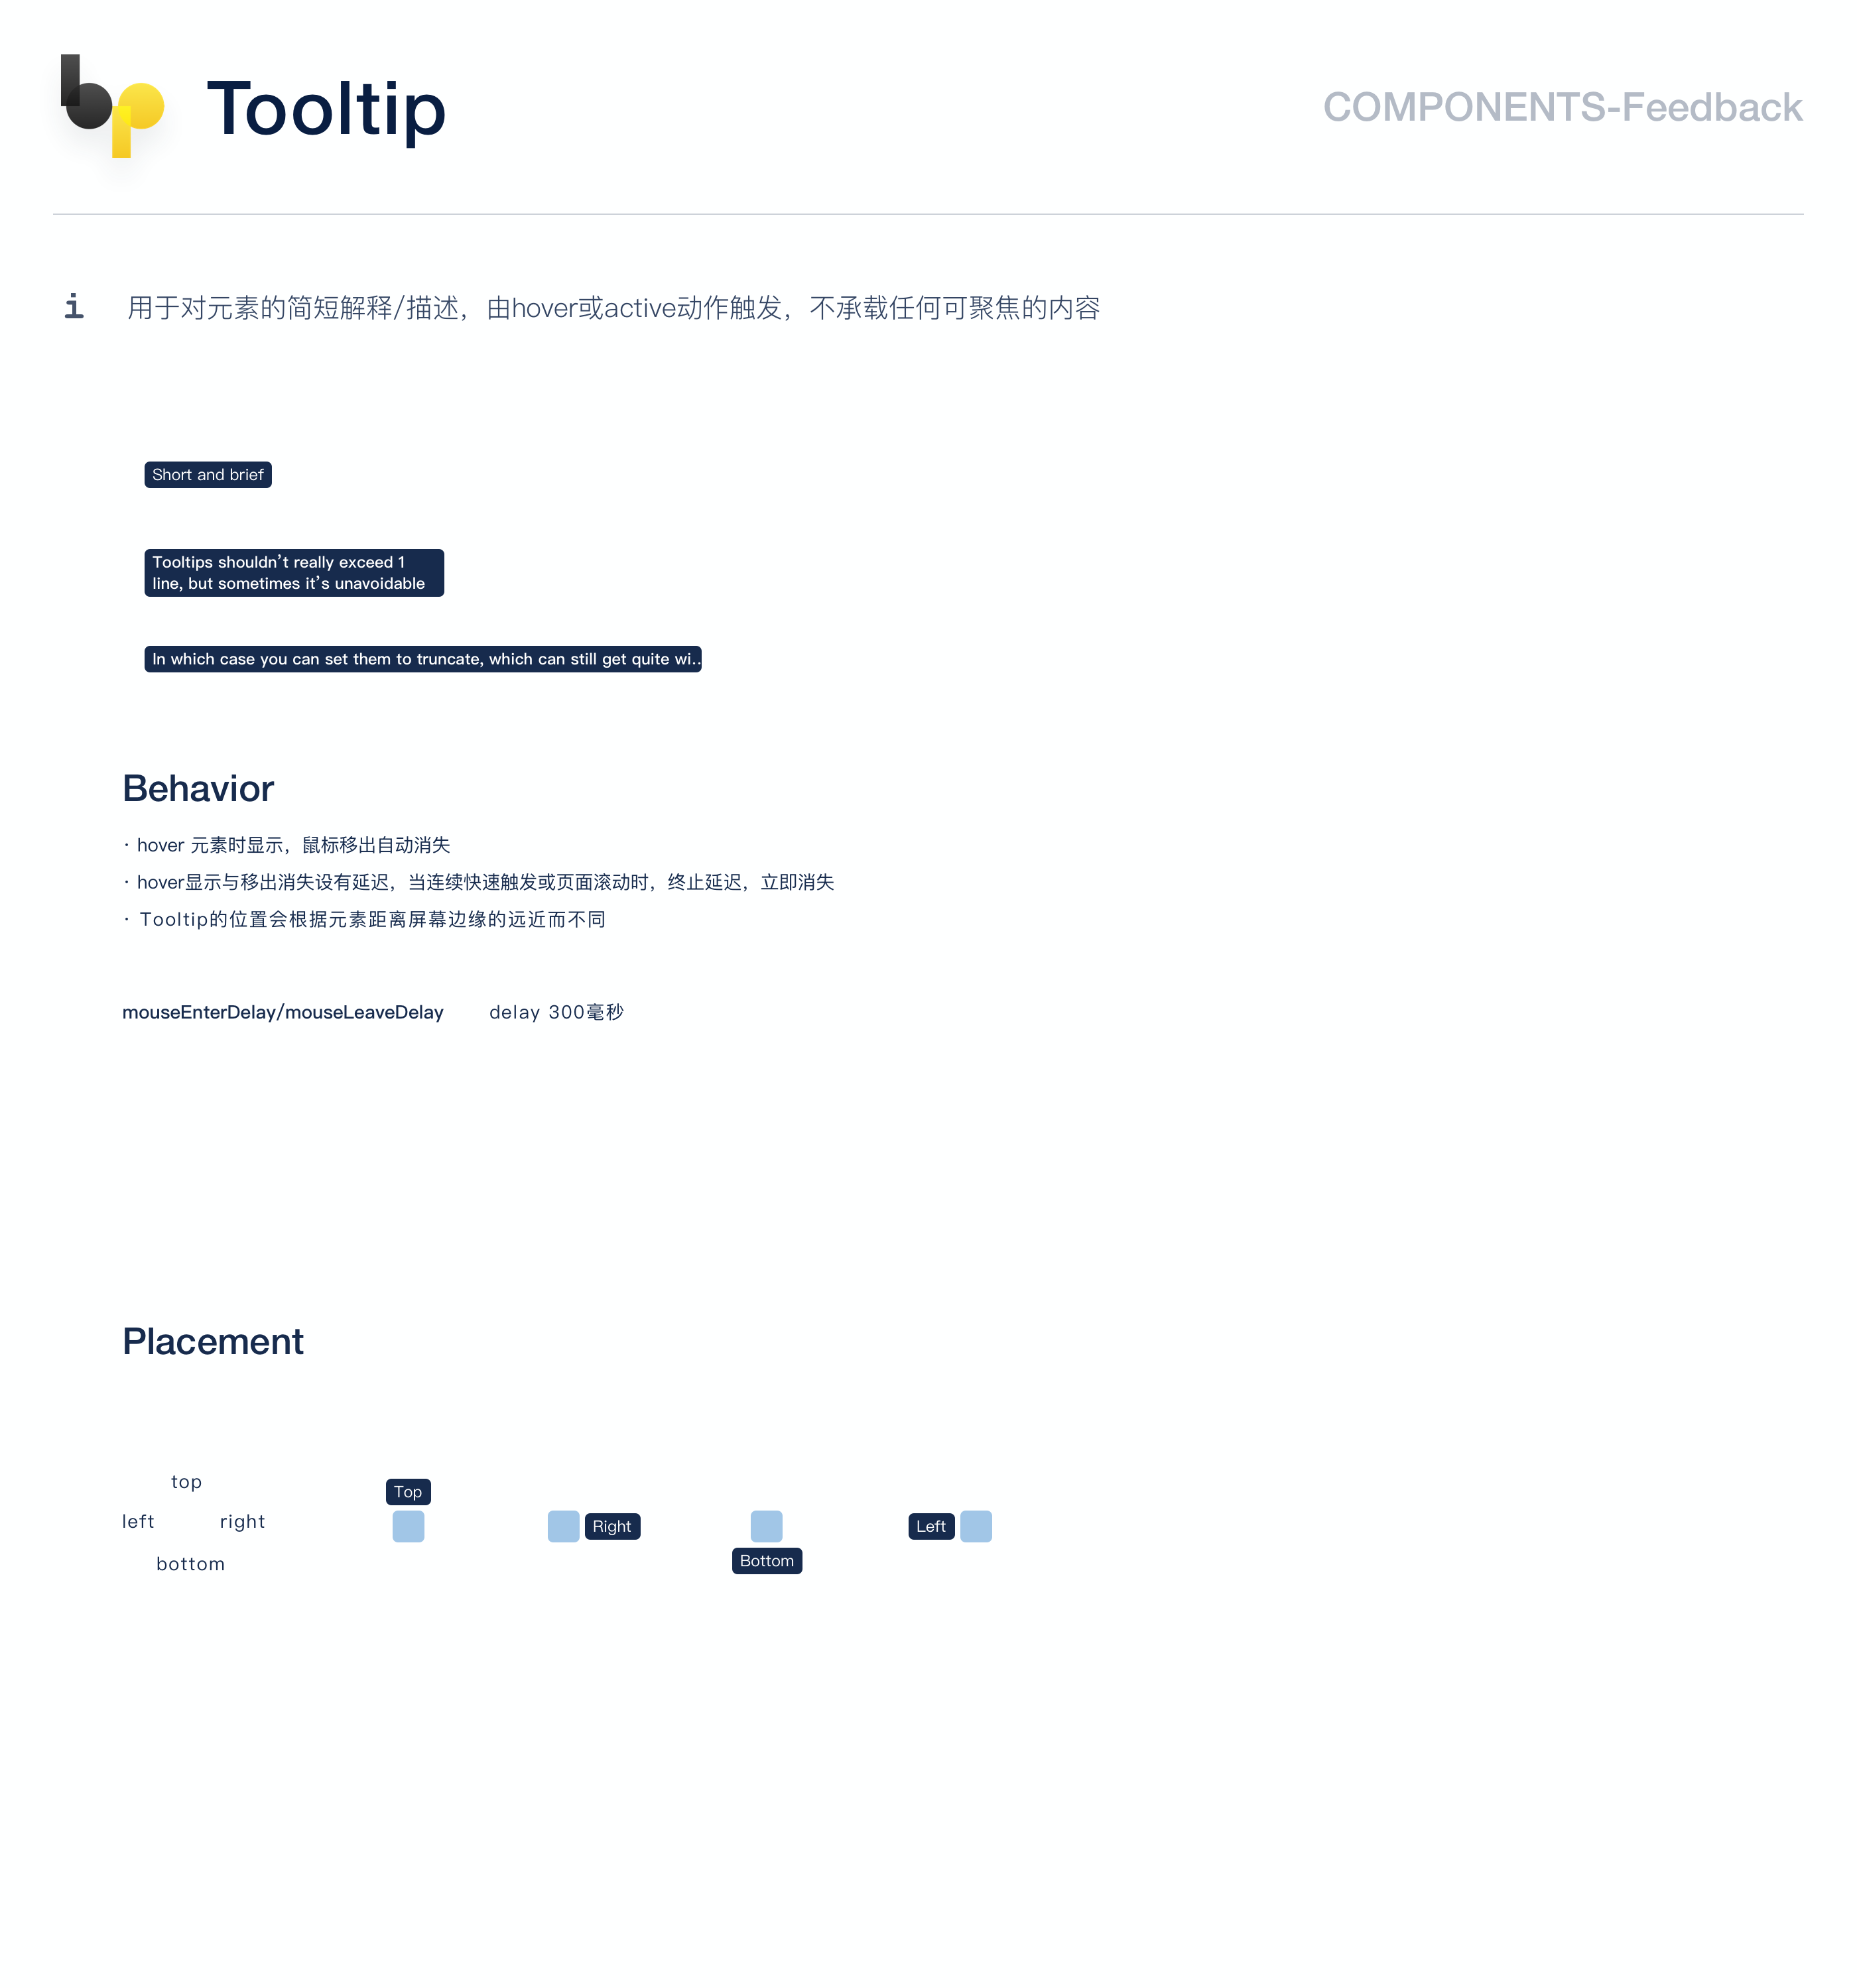 bp
Tooltip
COMPONENTS-Feedback
i
用于对元素的简短解释/描述，由hover或active动作触发，不承载任何可聚焦的内容
Short and brief
Tooltips shouldn’t really exceed 1
line, but sometimes it’s unavoidable
In which case you can set them to truncate, which can still get quite wi..
Behavior
· hover 元素时显示，鼠标移出自动消失
· hover显示与移出消失设有延迟，当连续快速触发或页面滚动时，终止延迟，立即消失
· Tooltip的位置会根据元素距离屏幕边缘的远近而不同
mouseEnterDelay/mouseLeaveDelay delay 300毫秒
Placement
top
left right
bottom
Top
Right
Bottom
Left